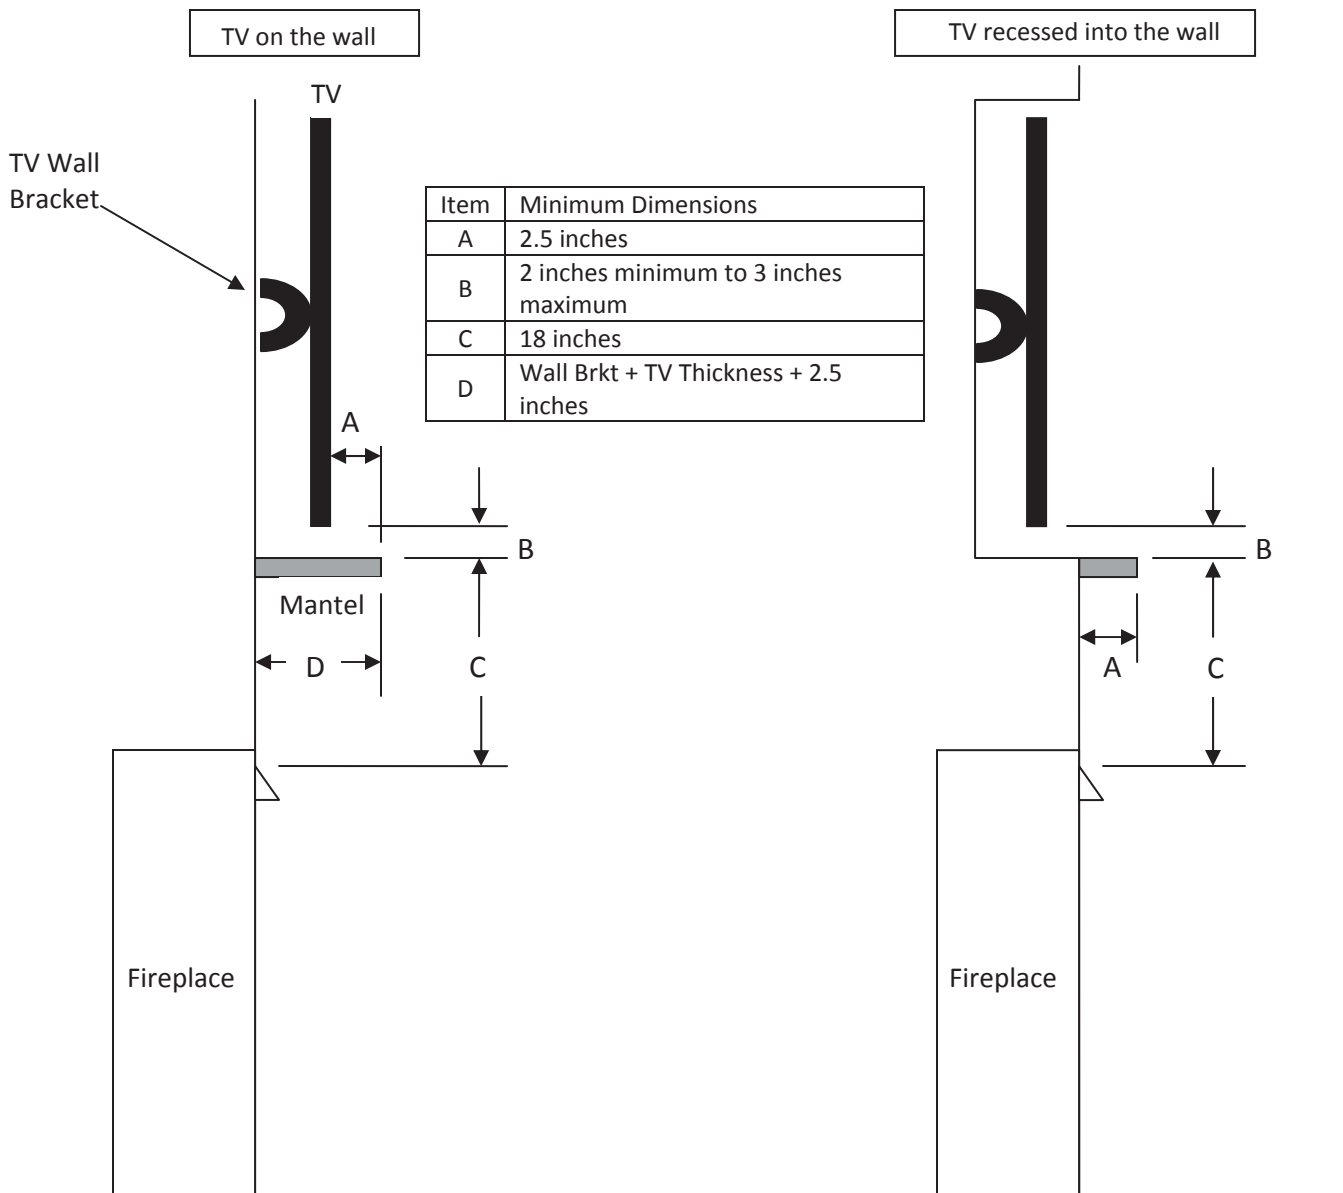 TV on the wall
TV recessed into the wall
TV
TV Wall
Bracket
Item Minimum Dimensions
A 2.5 inches
B 2 inches minimum to 3 inches
maximum
C 18 inches
D Wall Brkt + TV Thickness + 2.5
inches
A
B
Mantel
D
C
Fireplace
B
A
C
Fireplace